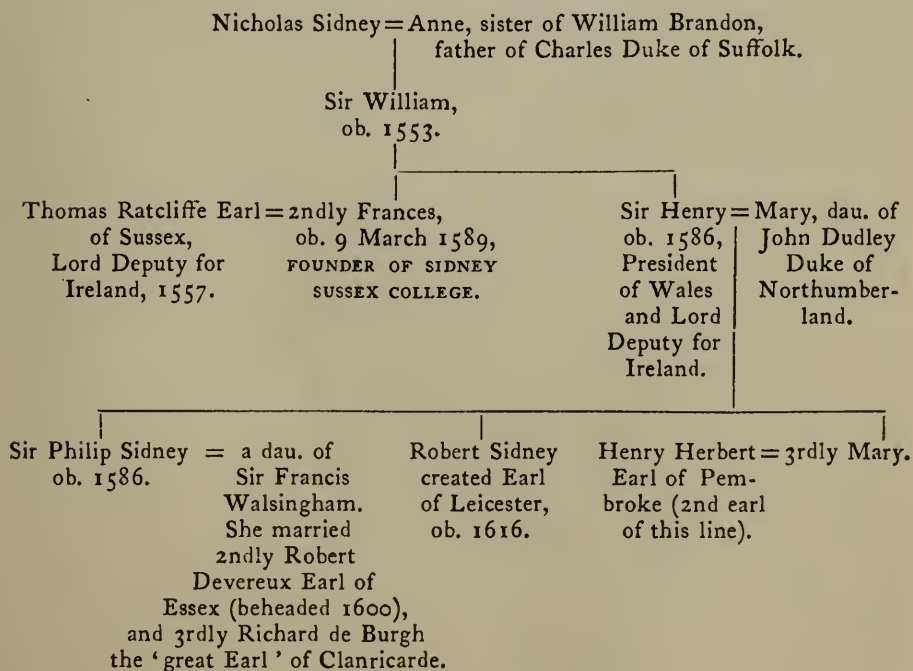 Nicholas Sidney = Anne, sister of William Brandon,
father of Charles Duke of Suffolk.
Sir William,
ob. 1553.
Thomas Ratcliffe Earl = 2ndly Frances,
of Sussex,
Lord Deputy for
Ireland, 1557.
ob. 9 March 1589,
FOUNDER OF SIDNEY
SUSSEX COLLEGE.
Sir Henry = Mary, dau. of
ob. 1586,
President
of Wales
and Lord
Deputy for
Ireland.
John Dudley
Duke of
Northumber-
land.
Sir Philip Sidney = a dau. of
ob. 1586.
Sir Francis
Walsingham.
She married
2ndly Robert
Devereux Earl of
Essex (beheaded 1600),
and 3rdly Richard de Burgh
the ‘great Earl’ of Clanricarde.
Robert Sidney
created Earl
of Leicester,
ob. 1616.
Henry Herbert = 3rdly Mary.
Earl of Pem-
broke (2nd earl
of this line).